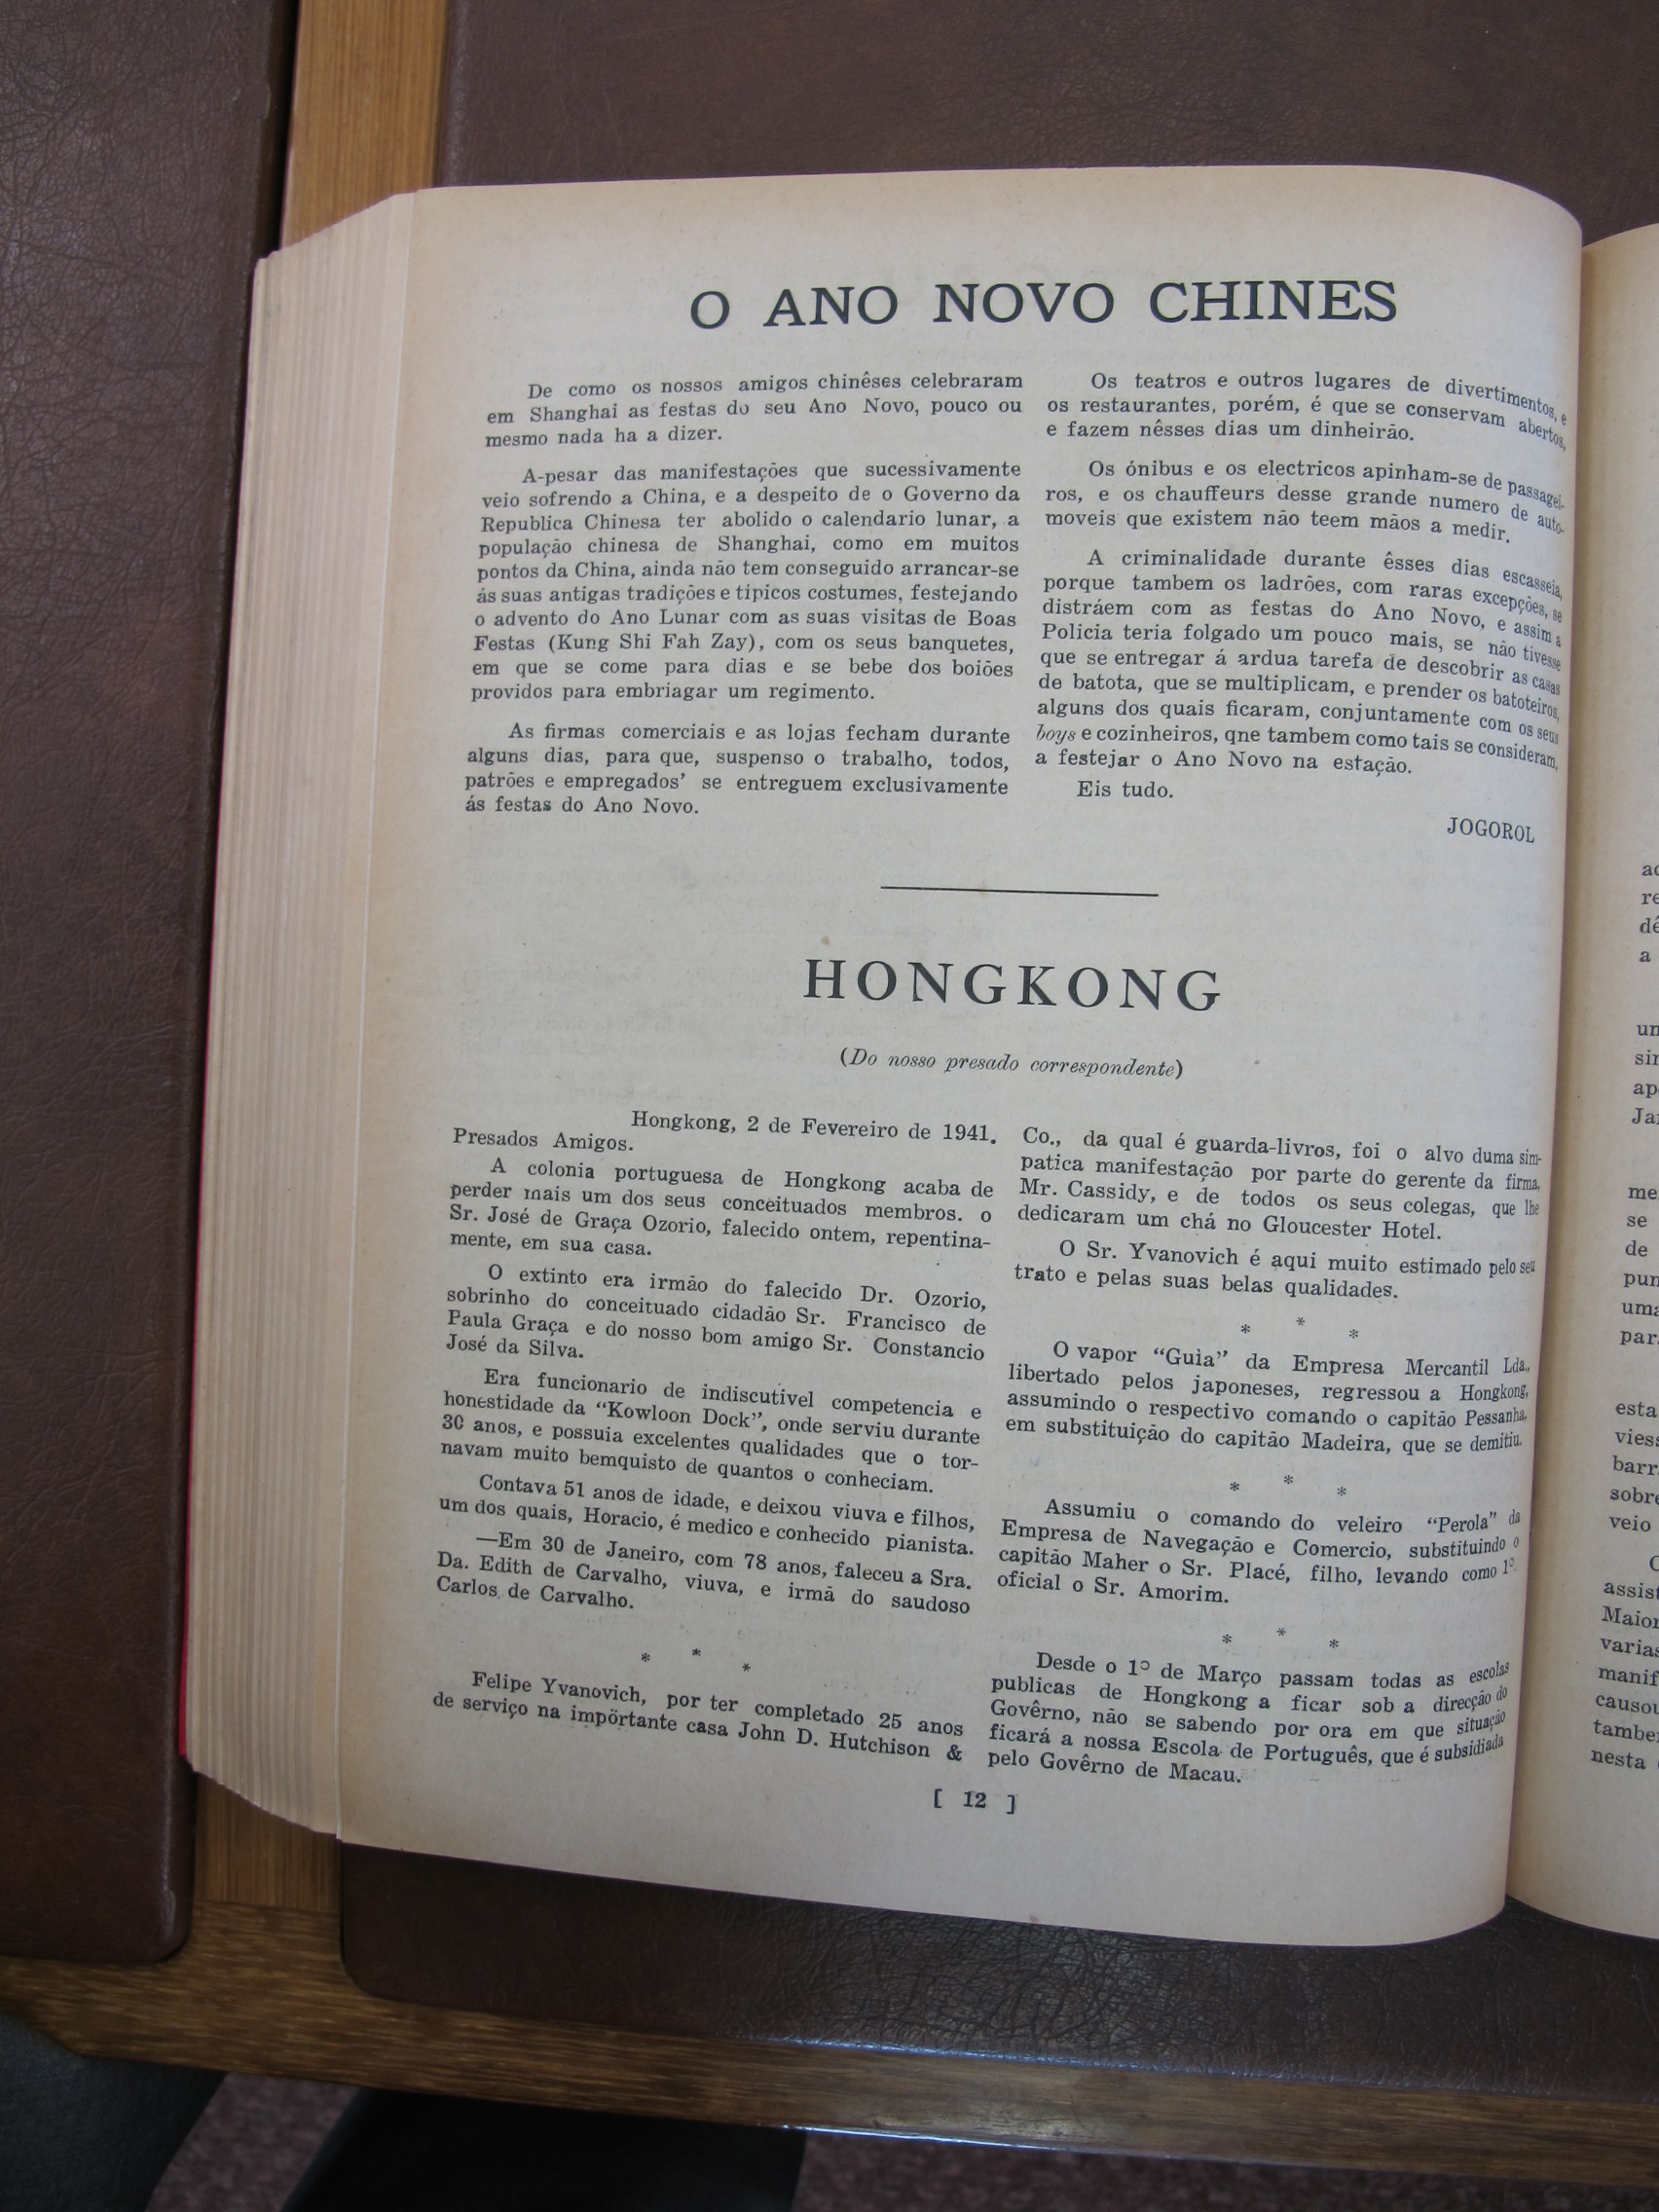 O ANO NOVO CHINES
De como os nossos amigos chinêses celebraram
em Shanghai as festas do seu Ano Novo, pouco ou
mesmo nada ha a dizer.
A-pesar das manifestações que sucessivamente
veio sofrendo a China, e a despeito de o Governo da
Republica Chinesa ter abolido o calendario lunar, a
população chinesa de Shanghai, como em muitos
pontos da China, ainda não tem conseguido arrancar-se
ás suas antigas tradições e típicos costumes, festejando
o advento do Ano Lunar com as suas visitas de Boas
Festas (Kung Shi Fah Zay), com os seus banquetes,
em que se come para dias e se bebe dos boiões
providos para embriagar um regimento.
As firmas comerciais e as lojas fecham durante
alguns dias, para que, suspenso o trabalho, todos,
patrões e empregados' se entreguem exclusivamente
ás festas do Ano Novo.
Os teatros e outros lugares de divertimentos, e
os restaurantes, porém, é que se conservam abertos,
e fazem nêsses dias um dinheirão.
Os ónibus e os electricos apinham-se de passagei-
ros, e os chauffeurs desse grande numero de auto-
moveis que existem não teem mãos a medir.
A criminalidade durante êsses dias escasseia,
porque tambem os ladrões, com raras excepções, se
distráem com as festas do Ano Novo, e assim a
Policia teria folgado um pouco mais, se não tivesse
que se entregar á ardua tarefa de descobrir as casas
de batota, que se multiplicam, e prender os batoteiros,
alguns dos quais ficaram, conjuntamente com os seus
boys e cozinheiros, qne tambem como tais se consideram,
a festejar o Ano Novo na estação.
Eis tudo.
JOGOROL
HONGKONG
(Do nosso presado correspondente)
Hongkong, 2 de Fevereiro de 1941.
Presados Amigos.
A colonia portuguesa de Hongkong acaba de
perder mais um dos seus conceituados membros. o
Sr. José de Graça Ozorio, falecido ontem, repentina-
mente, em sua casa.
O extinto era irmão do falecido Dr. Ozorio,
sobrinho do conceituado cidadão Sr. Francisco de
Paula Graça e do nosso bom amigo Sr. Constancio
José da Silva.
Era funcionario de indiscutivel competencia e
honestidade da "Kowloon Dock", onde serviu durante
30 anos, e possuia excelentes qualidades que o tor-
navam muito bemquisto de quantos o conheciam.
Contava 51 anos de idade, e deixou viuva e filhos,
um dos quais, Horacio, é medico e conhecido pianista.
—Em 30 de Janeiro, com 78 anos, faleceu a Sra.
Da. Edith de Carvalho, viuva, e irmã do saudoso
Carlos de Carvalho.
* * *
Felipe Yvanovich, por ter completado 25 anos
de serviço na importante casa John D. Hutchison &
Co., da qual é guarda-livros, foi o alvo duma sim-
patica manifestação por parte do gerente da firma,
Mr. Cassidy, e de todos os seus colegas, que lhe
dedicaram um chá no Gloucester Hotel.
O Sr. Yvanovich é aqui muito estimado pelo seu
trato e pelas suas belas qualidades.
* * *
O vapor "Guia" da Empresa Mercantil Lda.,
libertado pelos japoneses, regressou a Hongkong,
assumindo o respectivo comando o capitão Pessanha,
em substituição do capitão Madeira, que se demitiu.
* * *
Assumiu o comando do veleiro "Perola" da
Empresa de Navegação e Comercio, substituindo o
capitão Maher o Sr. Placé, filho, levando como 1º.
oficial o Sr. Amorim.
* * *
Desde o 1º de Março passam todas as escolas
publicas de Hongkong a ficar sob a direcção do
Govêrno, não se sabendo por ora em que situação
ficará a nossa Escola de Português, que é subsidiada
pelo Govêrno de Macau.
[ 12 ]